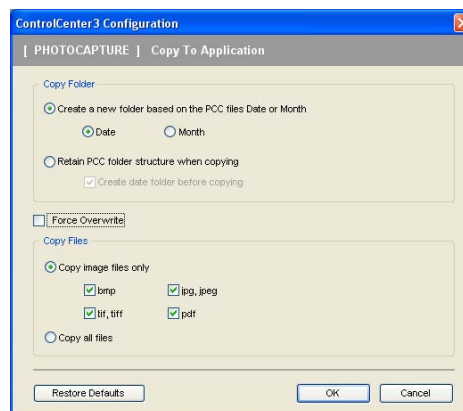 ControlCenter3 Configuration
[ PHOTOCAPTURE ] Copy To Application
Copy Folder
Create a new folder based on the PCC files Date or Month
Date Month
Retain PCC folder structure when copying
Create date folder before copying
Force Overwrite
Copy Files
Copy image files only
bmp jpg, jpeg
tif, tiff pdf
Copy all files
Restore Defaults OK Cancel